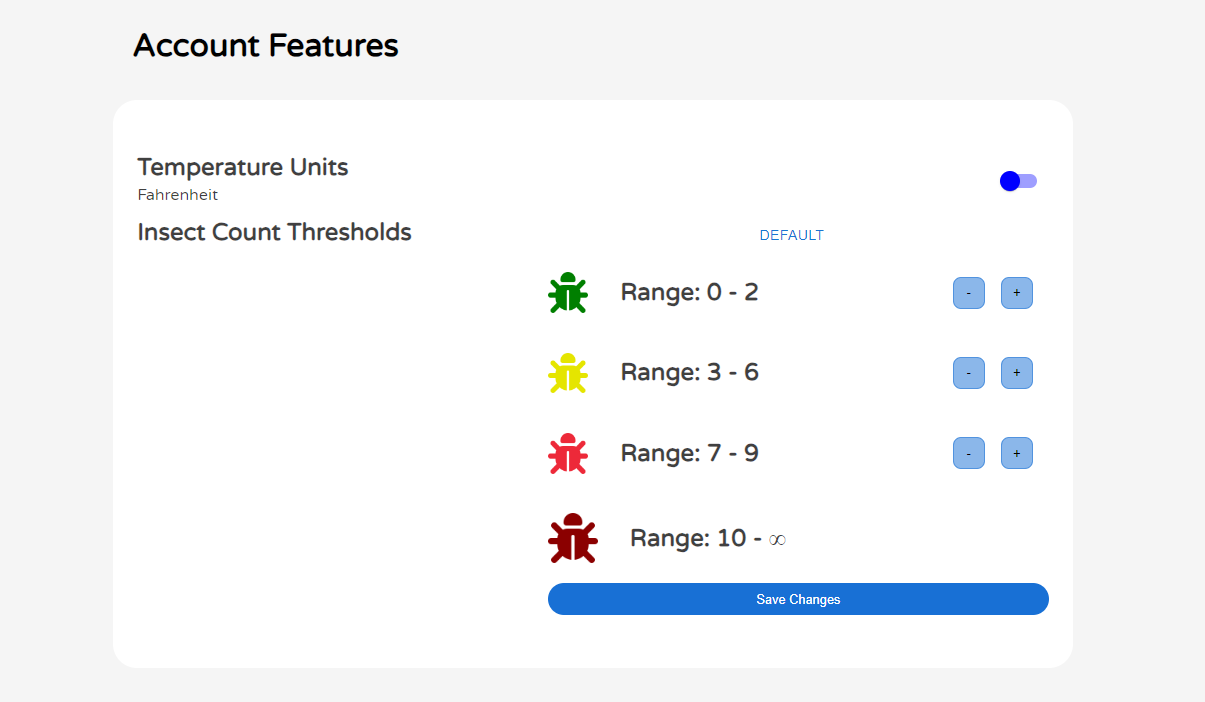 Account Features
Temperature Units
Fahrenheit
Insect Count Thresholds
DEFAULT
Range: 0 - 2
- +
Range: 3 - 6
- +
Range: 7 - 9
- +
Range: 10 - ∞
Save Changes